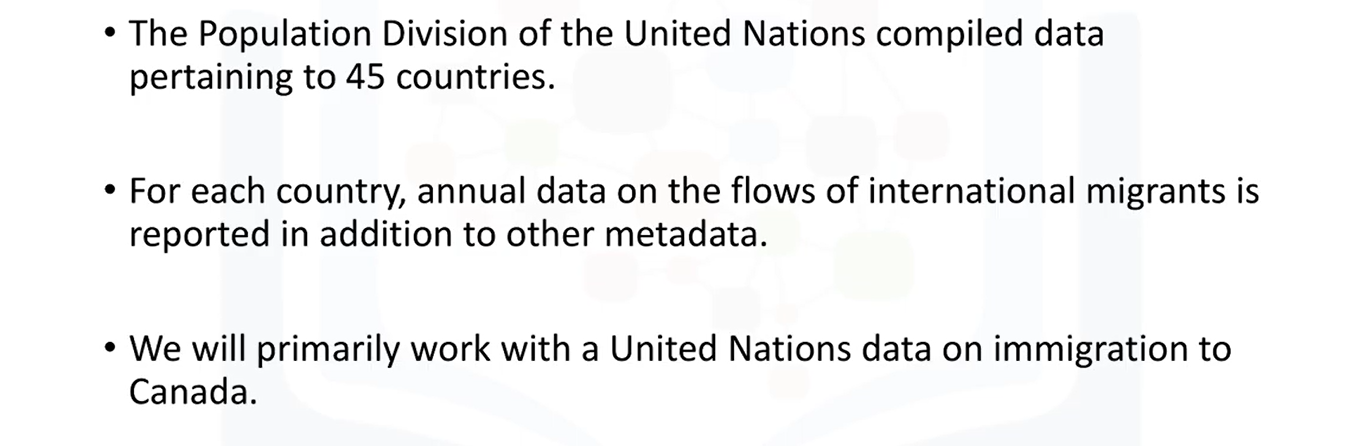 • The Population Division of the United Nations compiled data
pertaining to 45 countries.
• For each country, annual data on the flows of international migrants is
reported in addition to other metadata.
• We will primarily work with a United Nations data on immigration to
Canada.